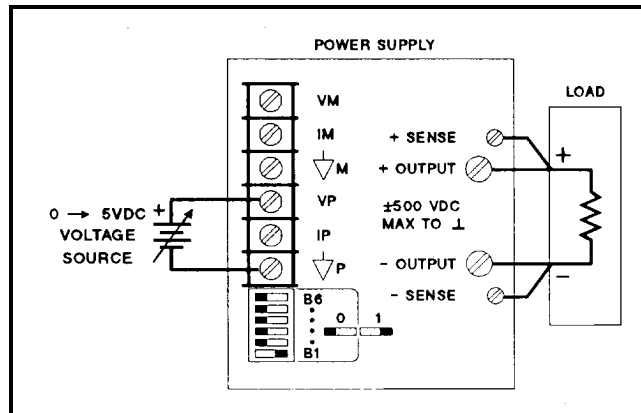 POWER SUPPLY
LOAD
VM
IM
M
VP
IP
P
+ SENSE
+ OUTPUT
±500 VDC
MAX TO ⊥
- OUTPUT
- SENSE
+
−
0 → 5VDC +
VOLTAGE
SOURCE
B6
0 1
B1